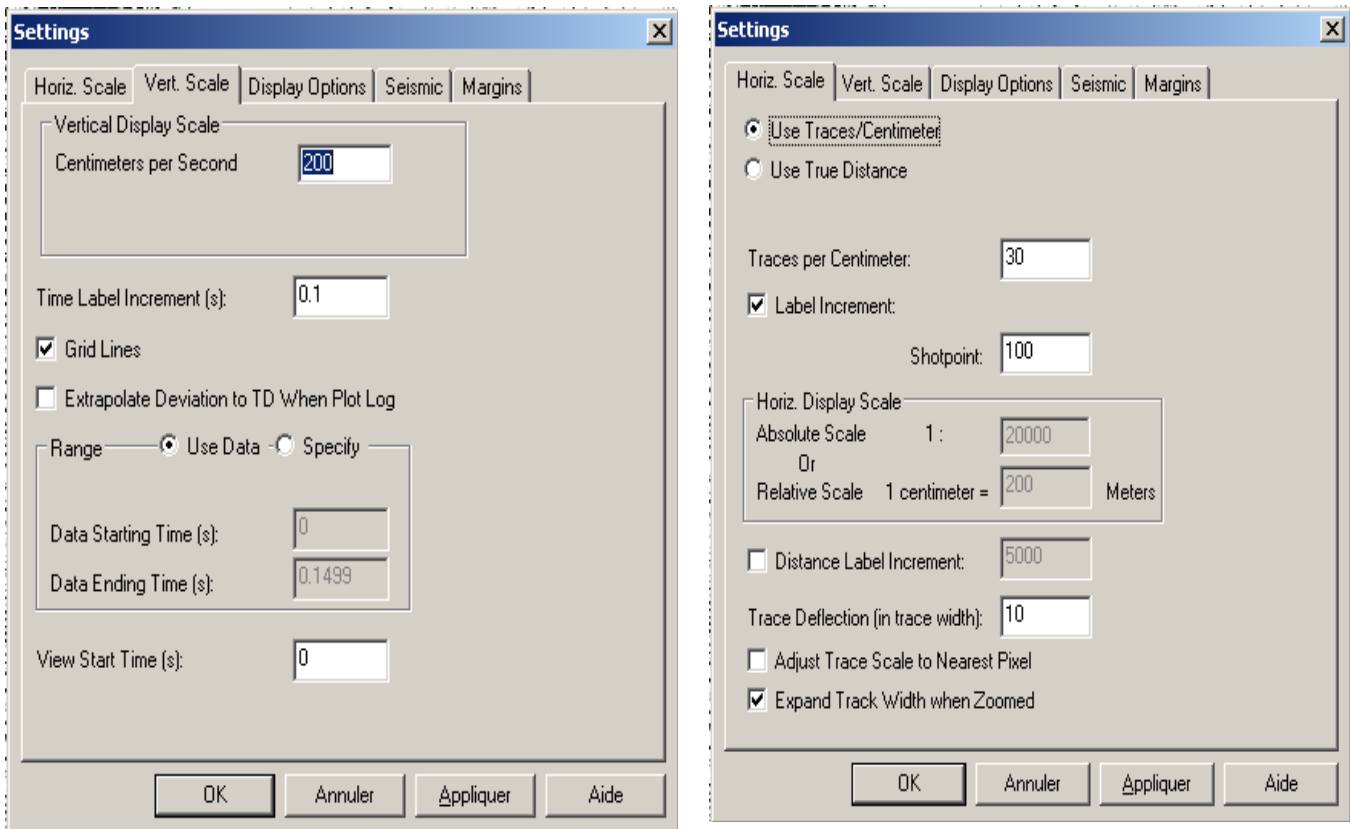 Settings
Horiz. Scale Vert. Scale Display Options Seismic Margins
Vertical Display Scale
Centimeters per Second 200
Time Label Increment (s): 0.1
Grid Lines
Extrapolate Deviation to TD When Plot Log
Range Use Data Specify
Data Starting Time (s): 0
Data Ending Time (s): 0.1499
View Start Time (s): 0
OK Annuler Appliquer Aide
Settings
Horiz. Scale Vert. Scale Display Options Seismic Margins
Use Traces/Centimeter
Use True Distance
Traces per Centimeter: 30
Label Increment:
Shotpoint: 100
Horiz. Display Scale
Absolute Scale 1 : 20000
Or
Relative Scale 1 centimeter = 200 Meters
Distance Label Increment: 5000
Trace Deflection (in trace width): 10
Adjust Trace Scale to Nearest Pixel
Expand Track Width when Zoomed
OK Annuler Appliquer Aide